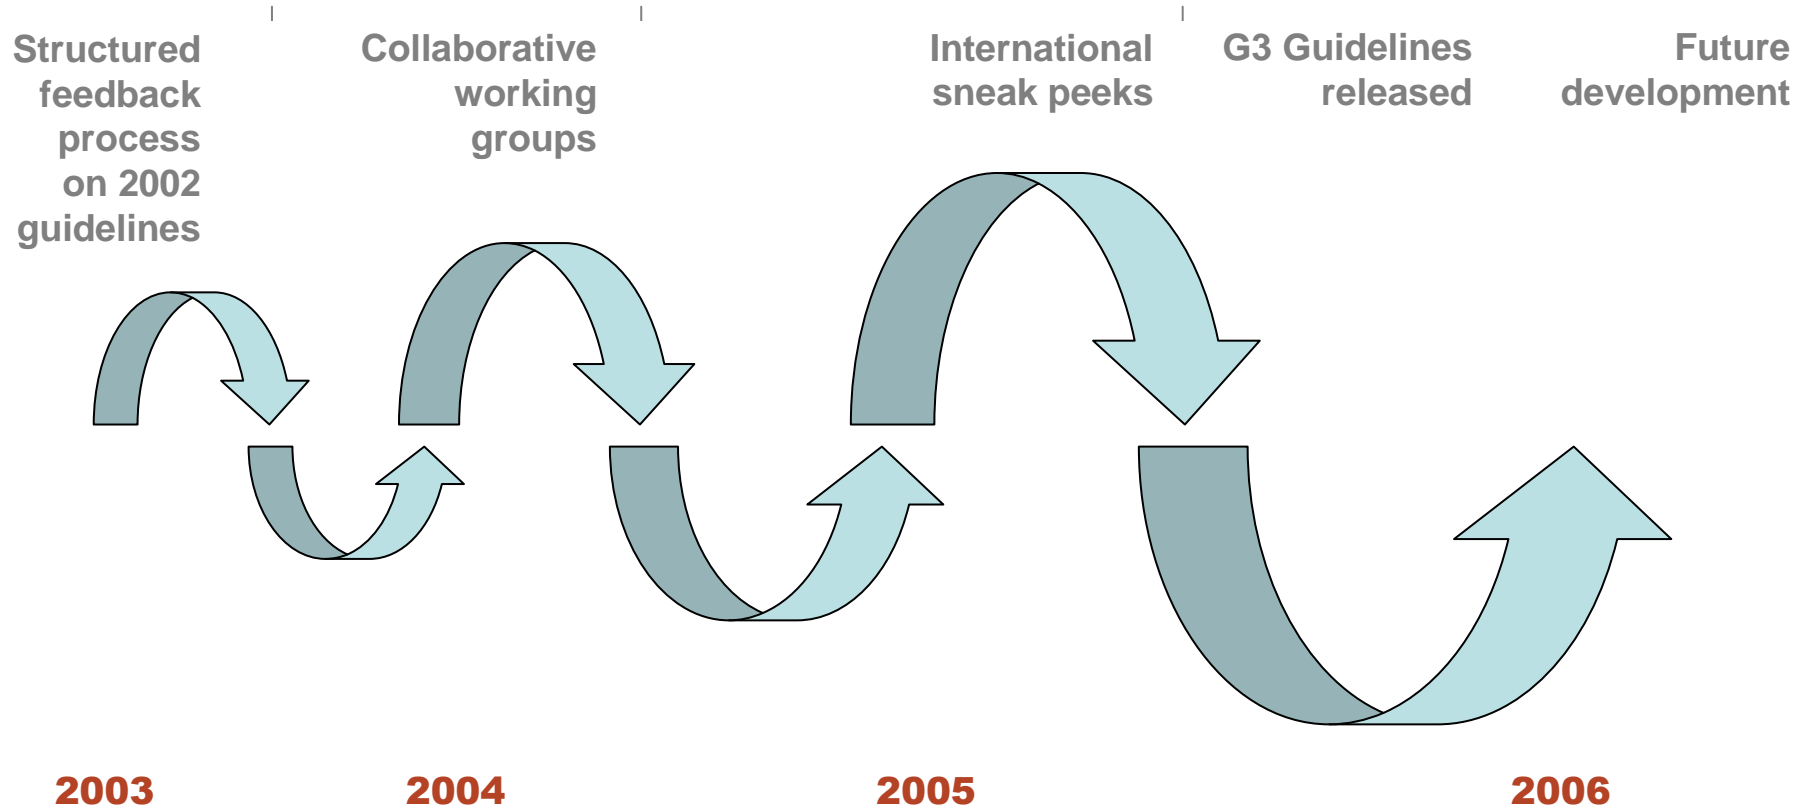 Structured
feedback
process
on 2002
guidelines
Collaborative
working
groups
International
sneak peeks
G3 Guidelines
released
Future
development
2003
2004
2005
2006